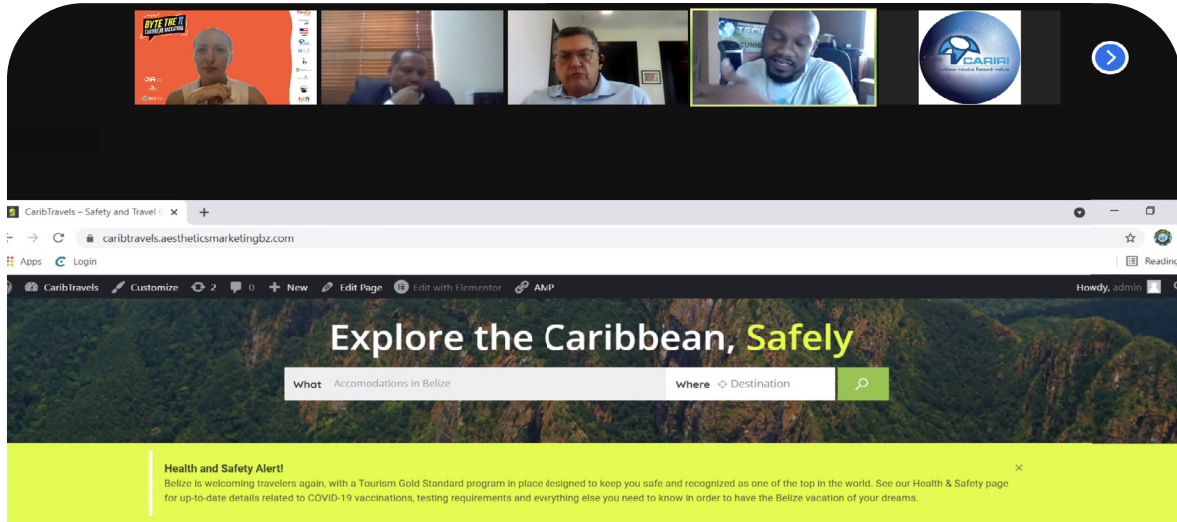 BYTE THE
CARIBBEAN HACKATHON
CARIRI
Caribbean Industrial Research Institute
CaribTravels – Safety and Travel
caribtravels.aestheticsmarketingbz.com
Apps Login
Reading
CaribTravels Customize 2 0 New Edit Page Edit with Elementor AMP Howdy, admin
Explore the Caribbean, Safely
What Accomodations in Belize Where Destination
Health and Safety Alert!
Belize is welcoming travelers again, with a Tourism Gold Standard program in place designed to keep you safe and recognized as one of the top in the world. See our Health & Safety page
for up-to-date details related to COVID-19 vaccinations, testing requirements and everything else you need to know in order to have the Belize vacation of your dreams.